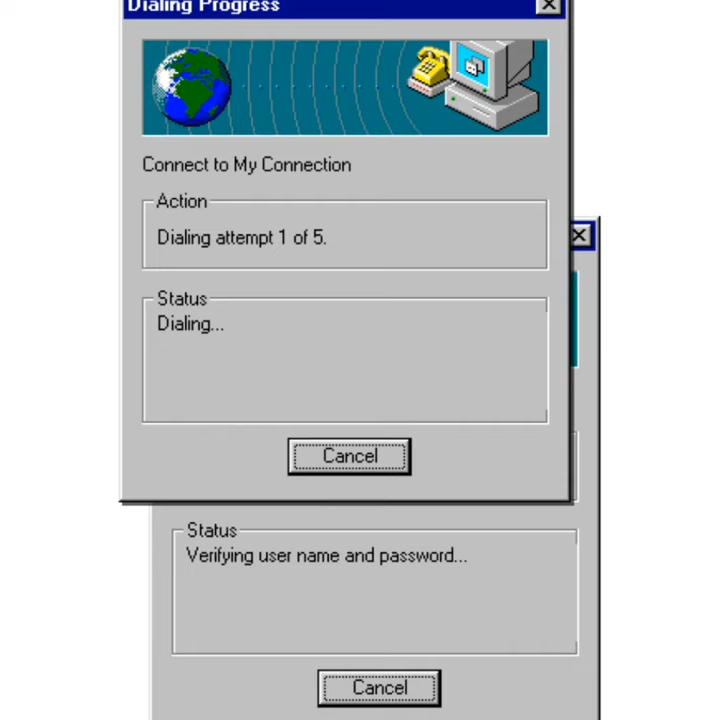 Dialing Progress
Connect to My Connection
Action
Dialing attempt 1 of 5.
Status
Dialing...
Cancel
Status
Verifying user name and password...
Cancel